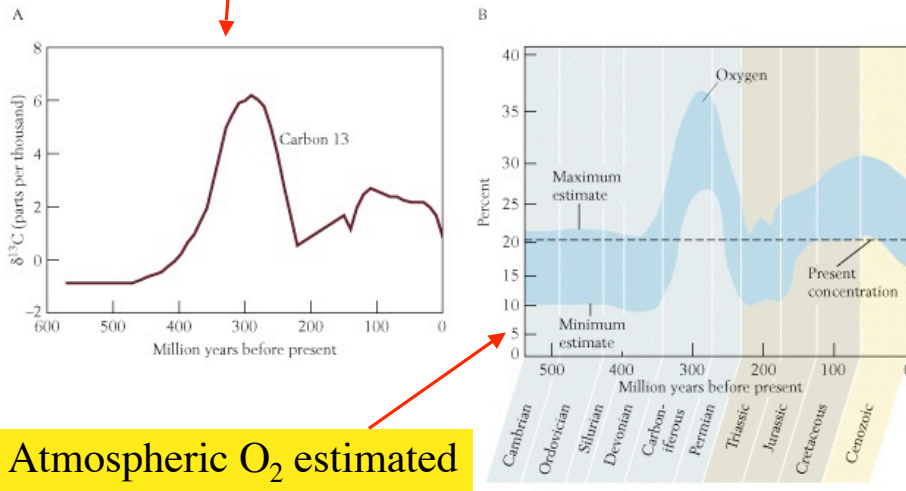 A
8
6
4
2
0
−2
δ¹³C (parts per thousand)
Carbon 13
600
500
400
300
200
100
0
Million years before present
B
40
35
30
25
20
15
10
5
0
Percent
Oxygen
Maximum
estimate
Present
concentration
Minimum
estimate
500
400
300
200
100
0
Million years before present
Cambrian
Ordovician
Silurian
Devonian
Carbon-
iferous
Permian
Triassic
Jurassic
Cretaceous
Cenozoic
Atmospheric O₂ estimated